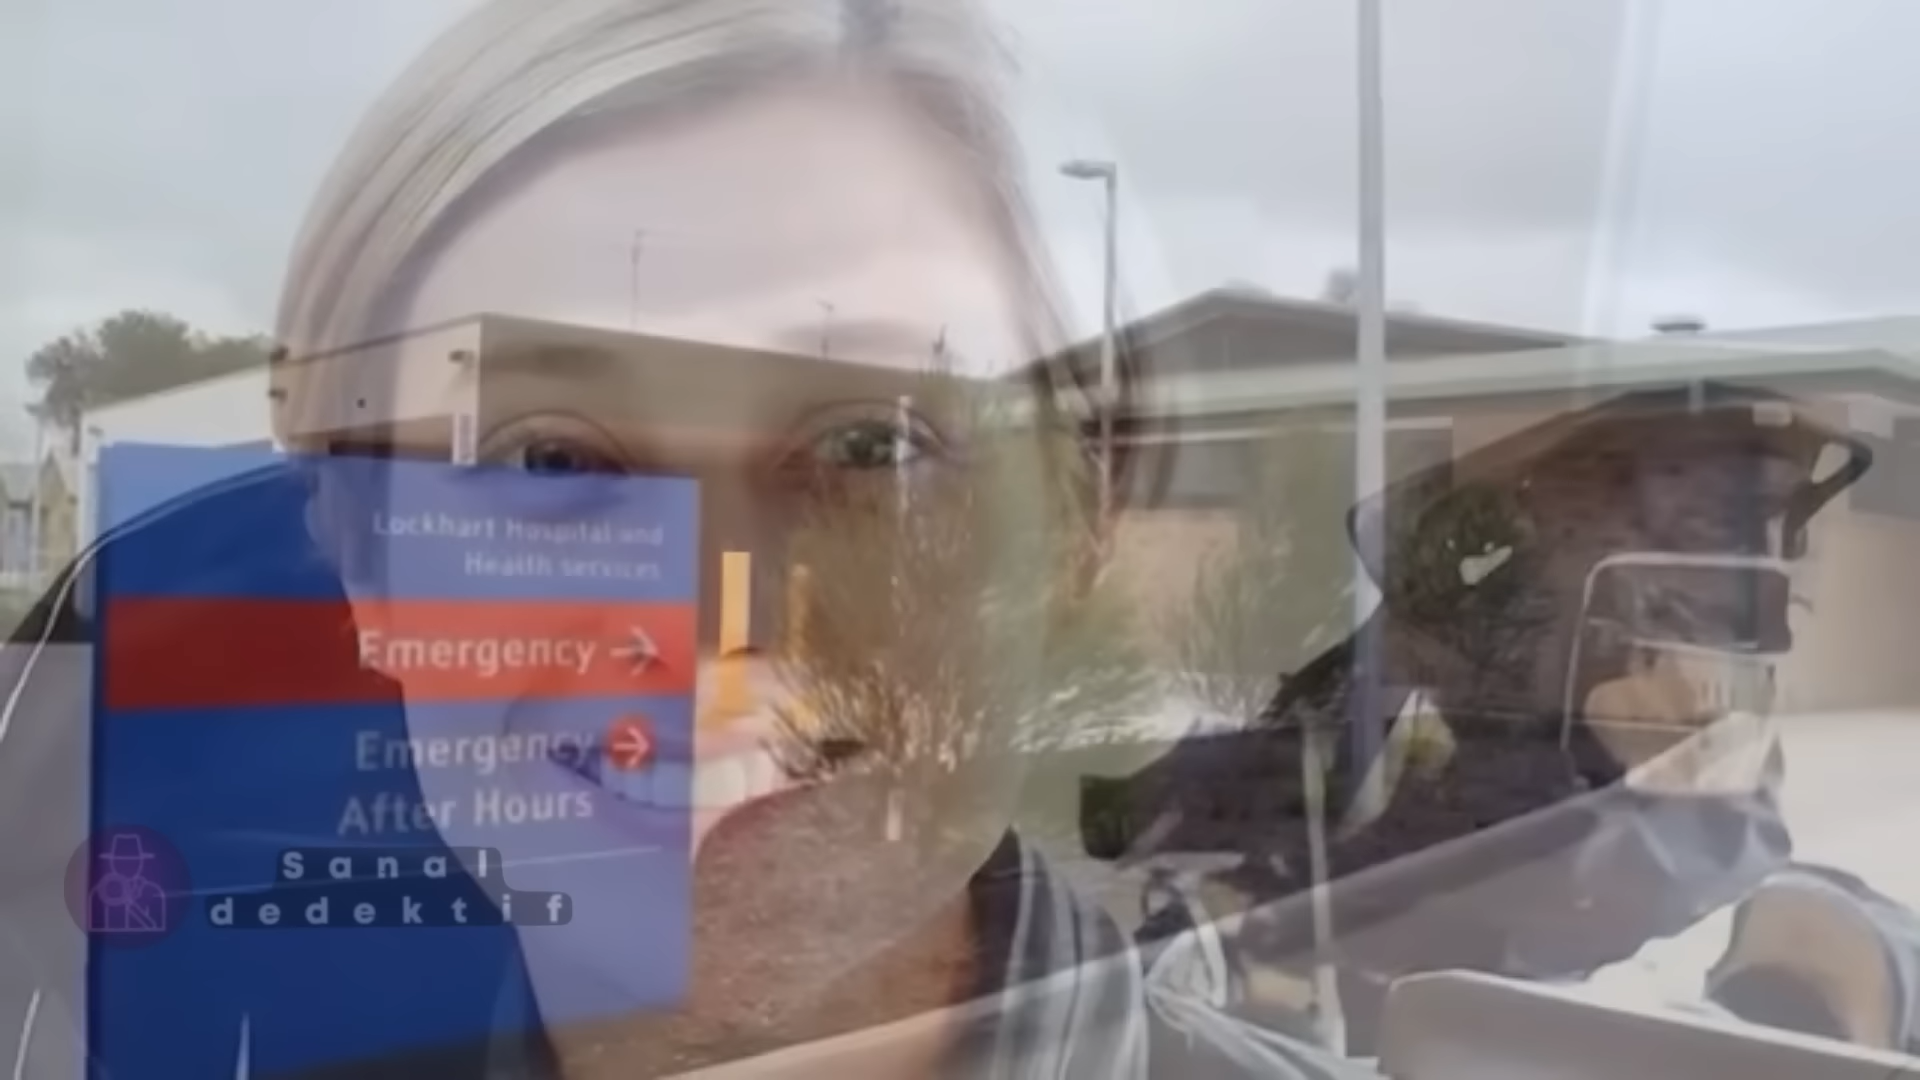 Lockhart Hospital and
Health services
Emergency →
Emergency →
After Hours
Sanal
dedektif